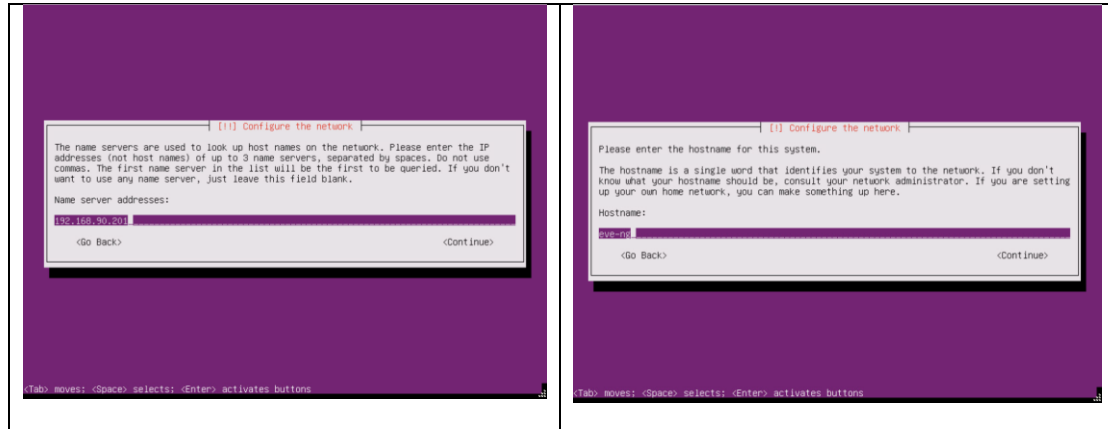 [!!] Configure the network
The name servers are used to look up host names on the network. Please enter the IP
addresses (not host names) of up to 3 name servers, separated by spaces. Do not use
commas. The first name server in the list will be the first to be queried. If you don't
want to use any name server, just leave this field blank.
Name server addresses:
192.168.90.201
<Go Back> <Continue>
<Tab> moves; <Space> selects; <Enter> activates buttons
[!] Configure the network
Please enter the hostname for this system.
The hostname is a single word that identifies your system to the network. If you don't
know what your hostname should be, consult your network administrator. If you are setting
up your own home network, you can make something up here.
Hostname:
eve-ng
<Go Back> <Continue>
<Tab> moves; <Space> selects; <Enter> activates buttons